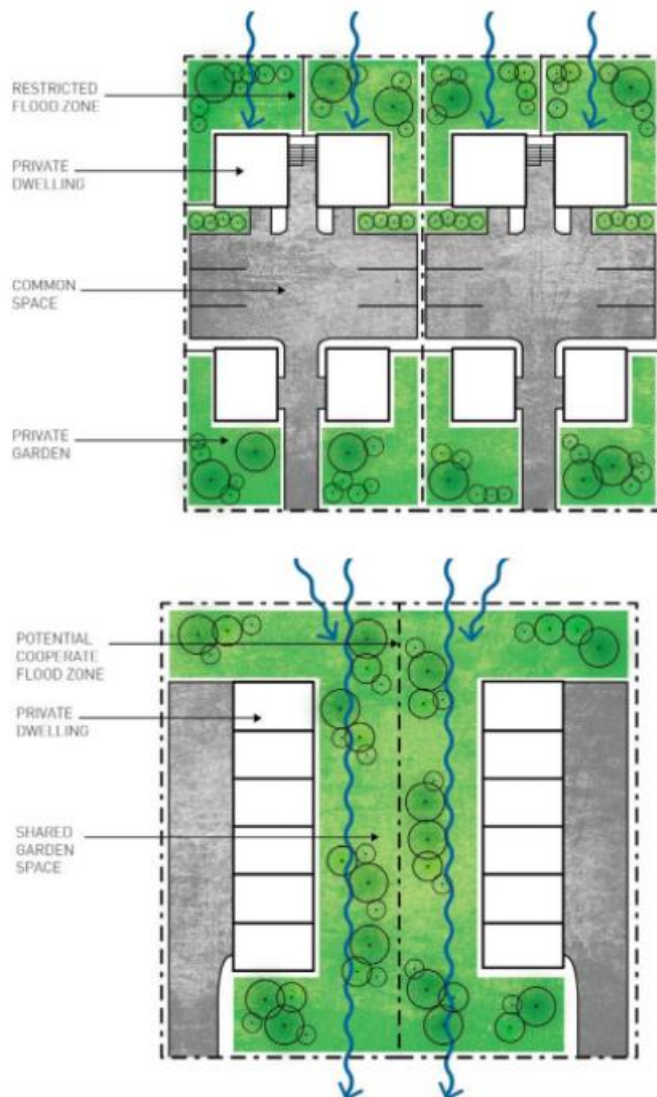 RESTRICTED
FLOOD ZONE
PRIVATE
DWELLING
COMMON
SPACE
PRIVATE
GARDEN
POTENTIAL
COOPERATE
FLOOD ZONE
PRIVATE
DWELLING
SHARED
GARDEN
SPACE